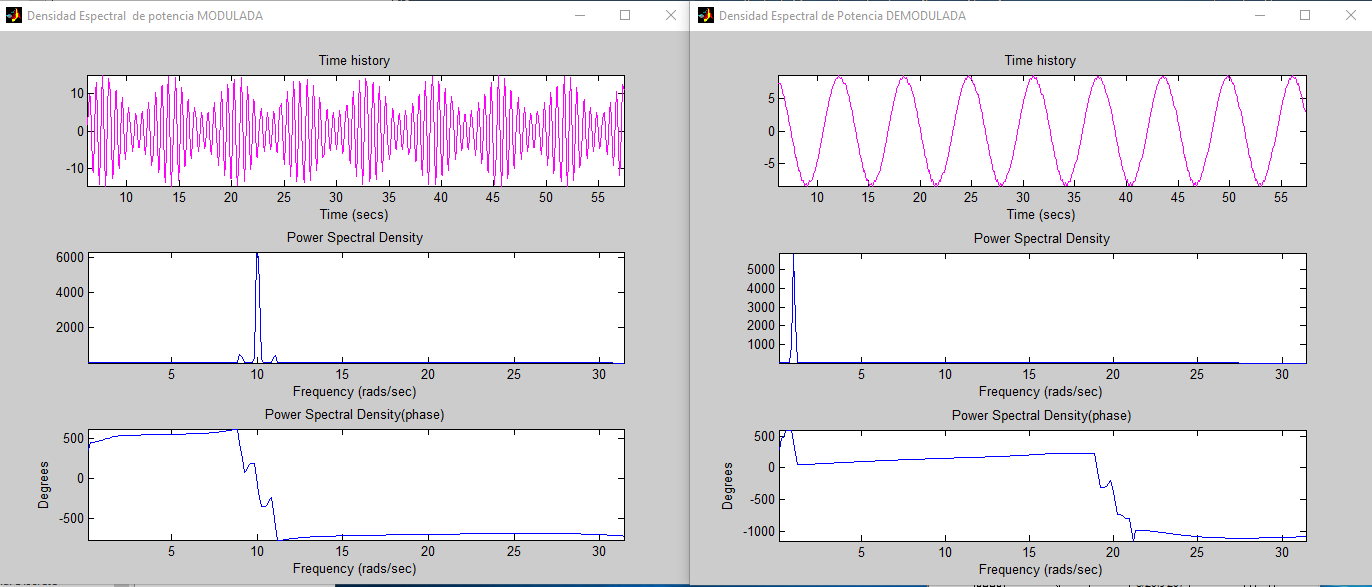 Densidad Espectral  de potencia MODULADA
Time history
10
0
-10
10 15 20 25 30 35 40 45 50 55
Time (secs)
Power Spectral Density
6000
4000
2000
5 10 15 20 25 30
Frequency (rads/sec)
Power Spectral Density(phase)
Degrees
500
0
-500
5 10 15 20 25 30
Frequency (rads/sec)
Densidad Espectral de Potencia DEMODULADA
Time history
5
0
-5
10 15 20 25 30 35 40 45 50 55
Time (secs)
Power Spectral Density
5000
4000
3000
2000
1000
5 10 15 20 25 30
Frequency (rads/sec)
Power Spectral Density(phase)
Degrees
500
0
-500
-1000
5 10 15 20 25 30
Frequency (rads/sec)